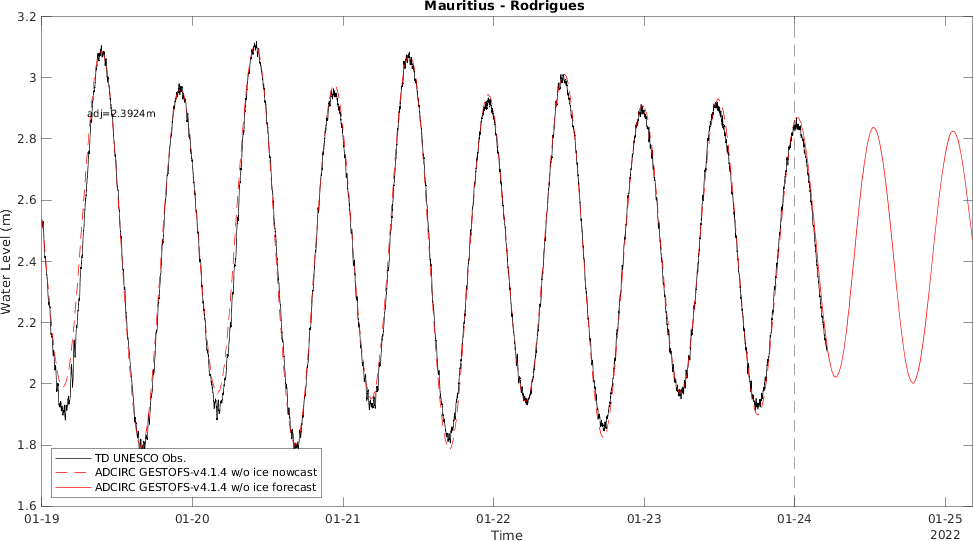 Mauritius - Rodrigues
3.2
3
2.8
2.6
2.4
2.2
2
1.8
1.6
Water Level (m)
adj=2.3924m
TD UNESCO Obs.
ADCIRC GESTOFS-v4.1.4 w/o ice nowcast
ADCIRC GESTOFS-v4.1.4 w/o ice forecast
01-19
01-20
01-21
01-22
01-23
01-24
01-25
Time
2022